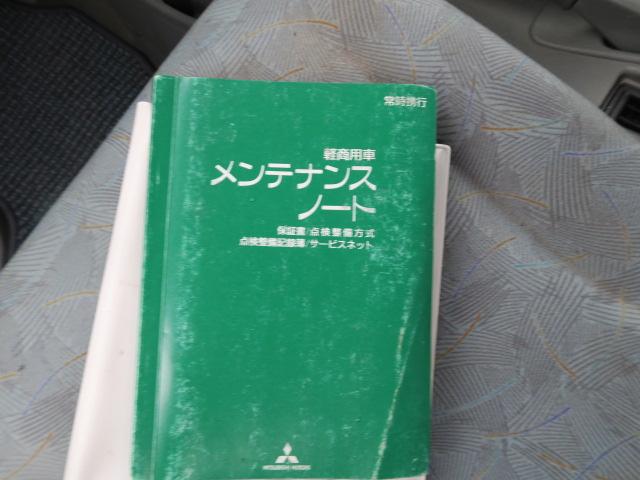 常時携行
軽商用車
メンテナンス
ノート
保証書/点検整備方式
点検整備記録簿/サービスネット
MITSUBISHI MOTORS